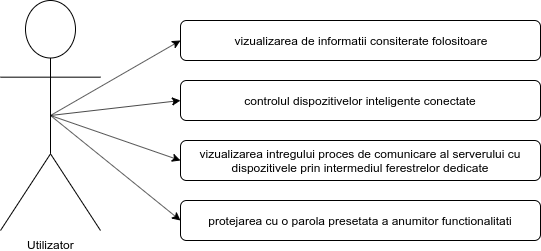 vizualizarea de informatii consiterate folositoare
controlul dispozitivelor inteligente conectate
vizualizarea intregului proces de comunicare al serverului cu
dispozitivele prin intermediul ferestrelor dedicate
protejarea cu o parola presetata a anumitor functionalitati
Utilizator